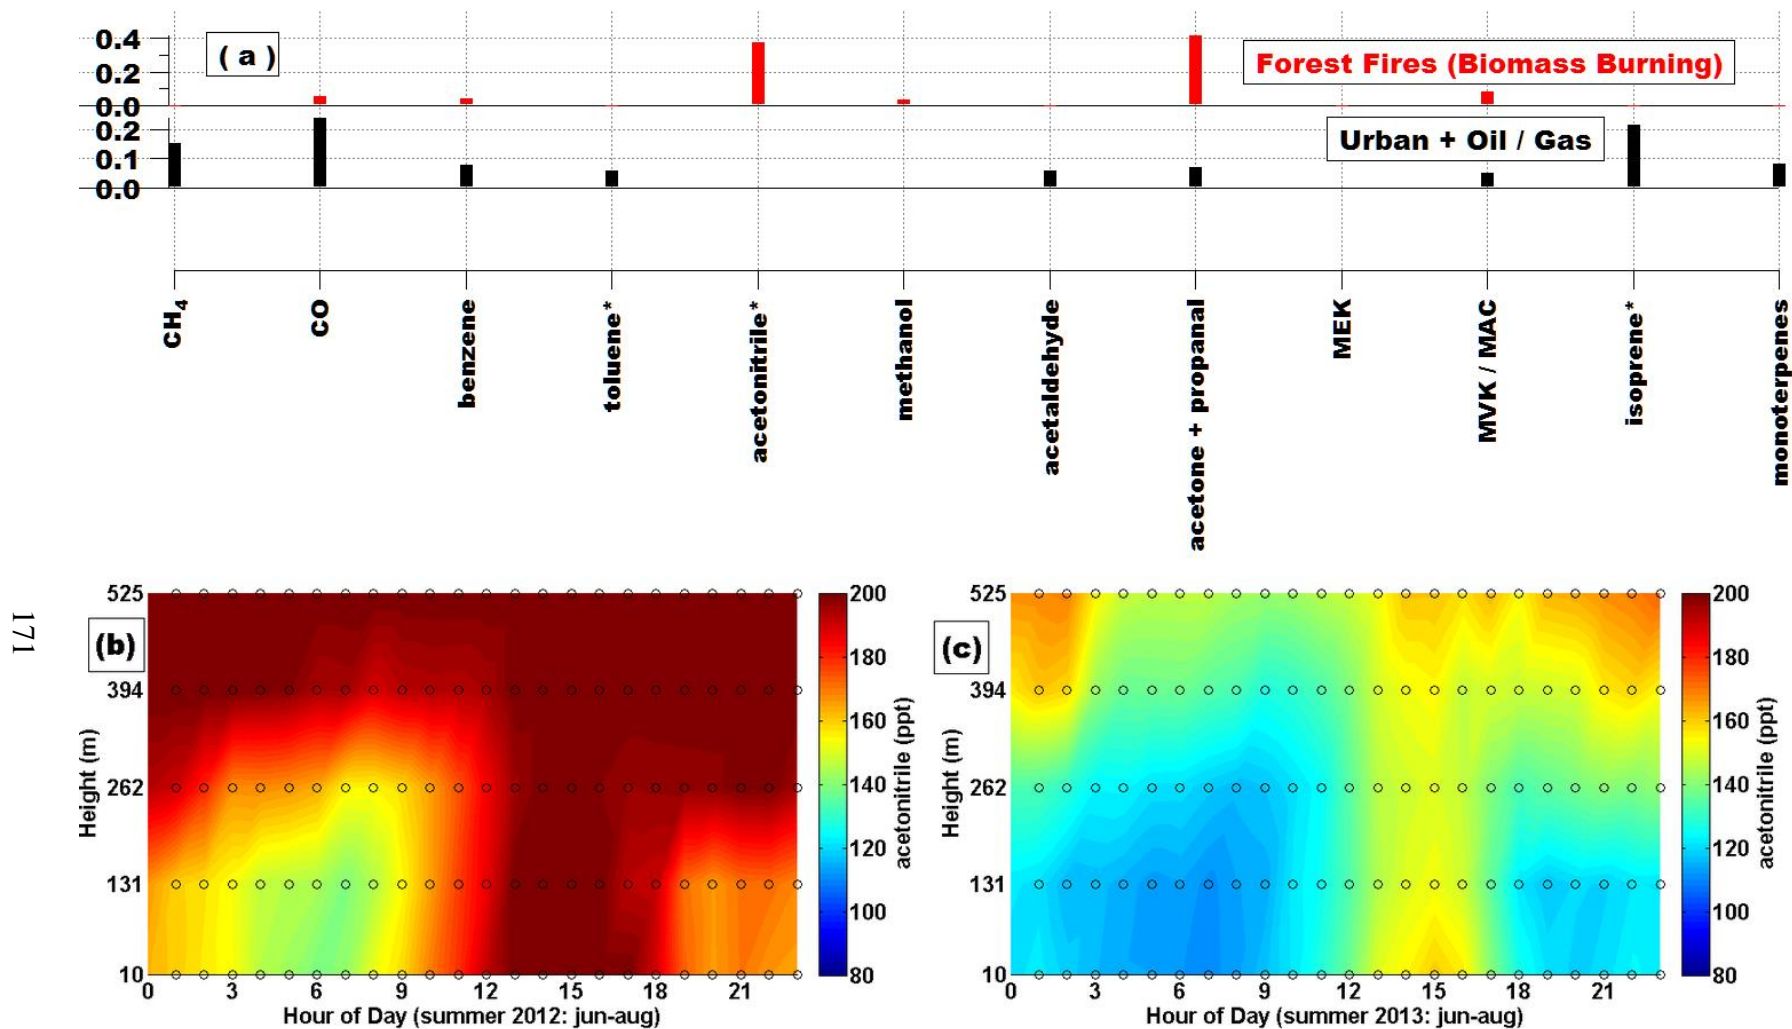 0.4
( a )
Forest Fires (Biomass Burning)
0.2
0.0
0.2
Urban + Oil / Gas
0.1
0.0
CH₄
CO
benzene
toluene*
acetonitrile*
methanol
acetaldehyde
acetone + propanal
MEK
MVK / MAC
isoprene*
monoterpenes
171
(b)
525
394
262
131
10
Height (m)
0 3 6 9 12 15 18 21
Hour of Day (summer 2012: jun-aug)
200
180
160
140
120
100
80
acetonitrile (ppt)
(c)
525
394
262
131
10
Height (m)
0 3 6 9 12 15 18 21
Hour of Day (summer 2013: jun-aug)
200
180
160
140
120
100
80
acetonitrile (ppt)